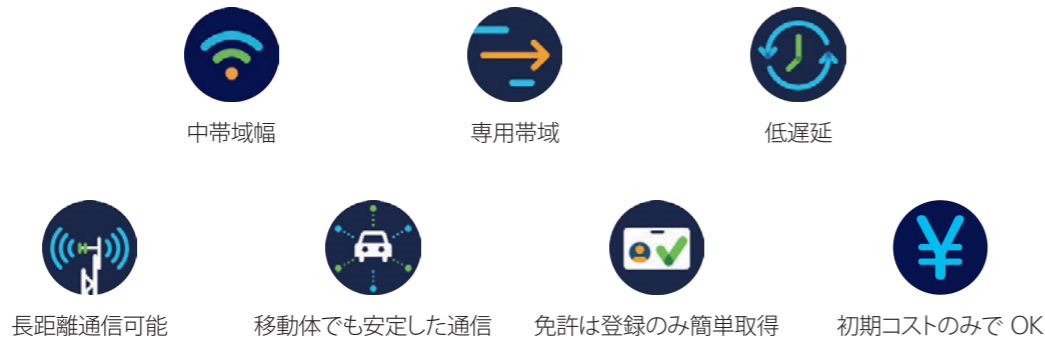 中帯域幅
専用帯域
低遅延
長距離通信可能
移動体でも安定した通信
免許は登録のみ簡単取得
初期コストのみで OK